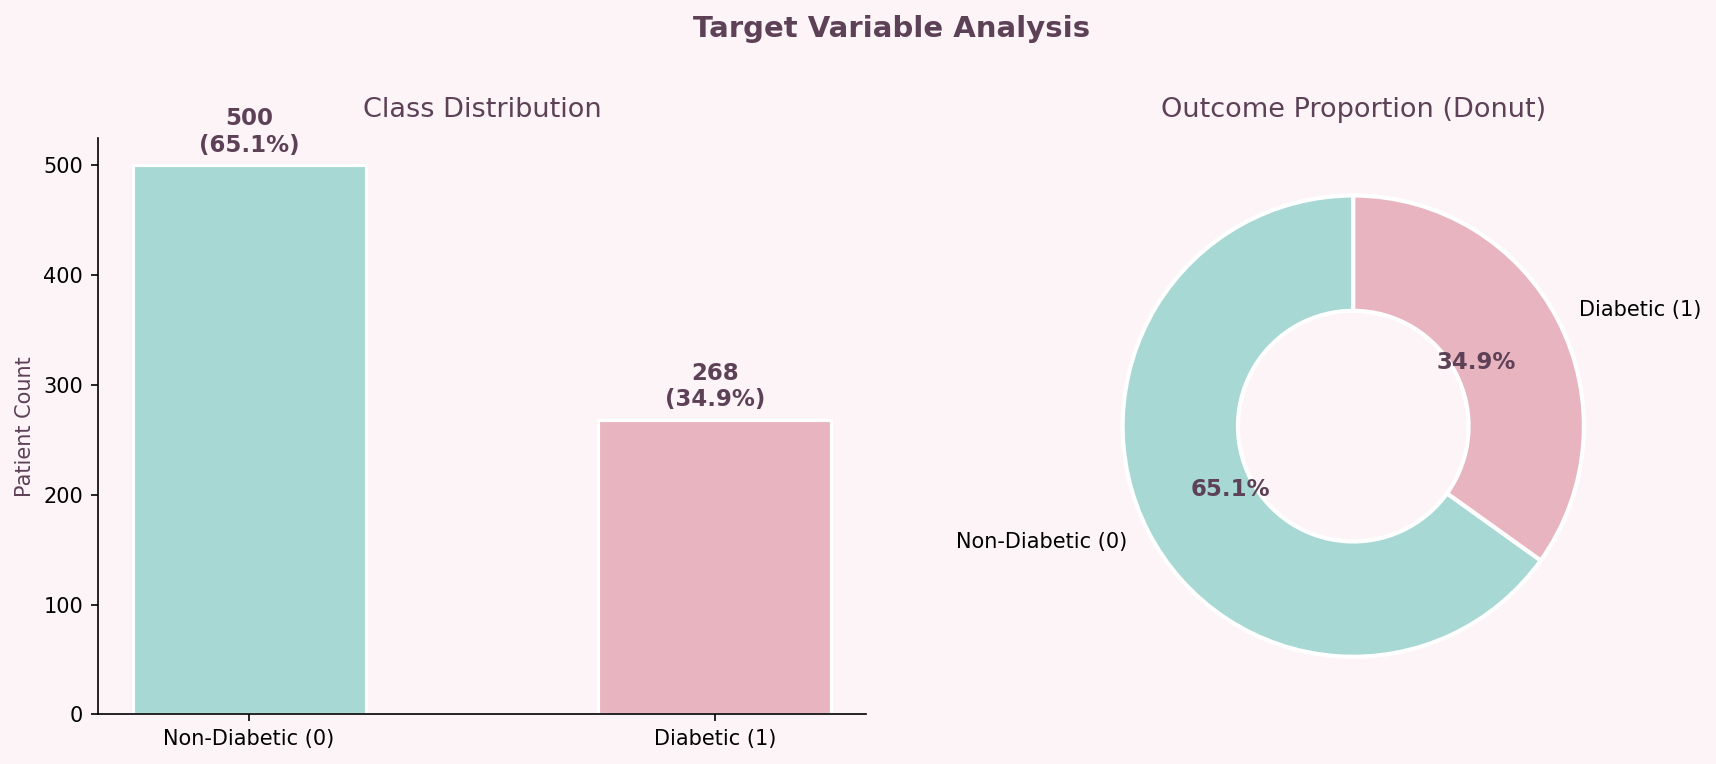 Target Variable Analysis
Class Distribution
500
(65.1%)
500
400
300
200
100
0
Patient Count
268
(34.9%)
Non-Diabetic (0)
Diabetic (1)
Outcome Proportion (Donut)
Diabetic (1)
34.9%
65.1%
Non-Diabetic (0)